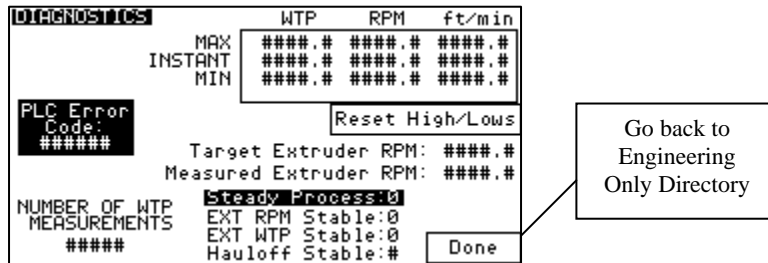 DIAGNOSTICS WTP RPM ft/min
MAX ####.# ####.# ####.#
INSTANT ####.# ####.# ####.#
MIN ####.# ####.# ####.#
PLC Error
Code:
######
Reset High/Lows
Target Extruder RPM: ####.#
Measured Extruder RPM: ####.#
NUMBER OF WTP
MEASUREMENTS
#####
Steady Process:0
EXT RPM Stable:0
EXT WTP Stable:0
Hauloff Stable:#
Done
Go back to
Engineering
Only Directory